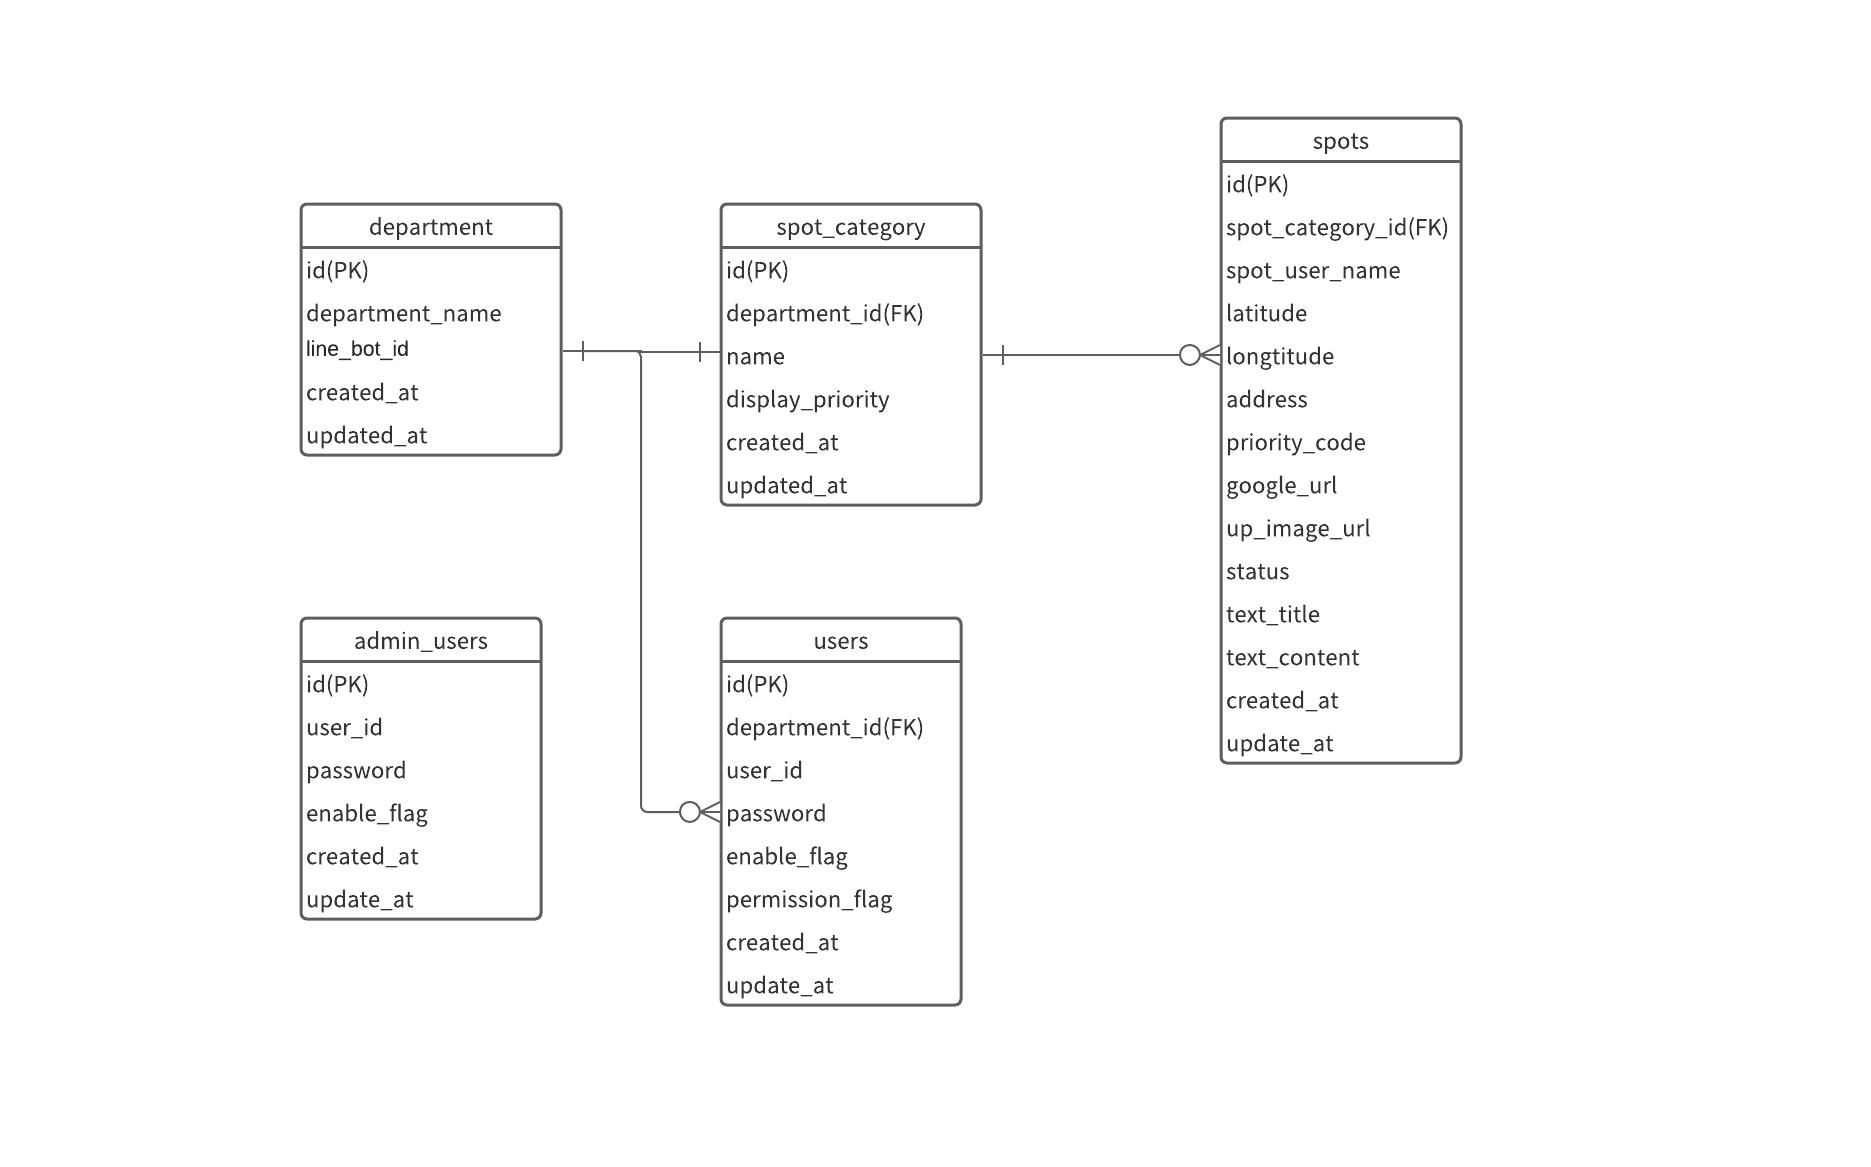 department
id(PK)
department_name
line_bot_id
created_at
updated_at
spot_category
id(PK)
department_id(FK)
name
display_priority
created_at
updated_at
spots
id(PK)
spot_category_id(FK)
spot_user_name
latitude
longtitude
address
priority_code
google_url
up_image_url
status
text_title
text_content
created_at
update_at
admin_users
id(PK)
user_id
password
enable_flag
created_at
update_at
users
id(PK)
department_id(FK)
user_id
password
enable_flag
permission_flag
created_at
update_at